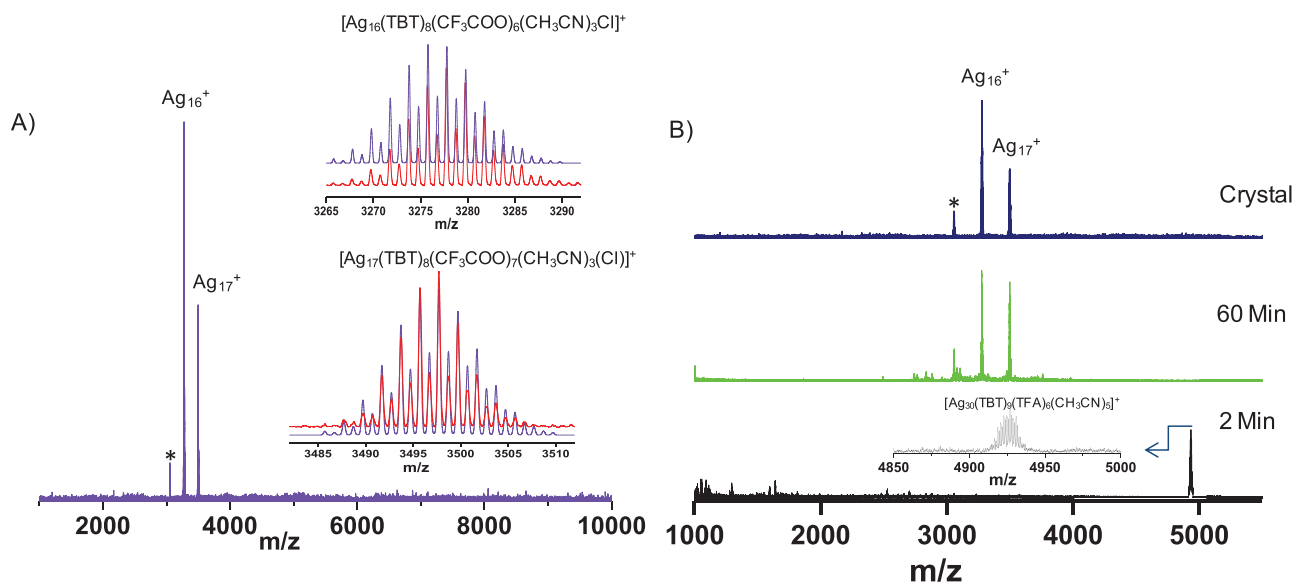 A)
Ag₁₆⁺
Ag₁₇⁺
*
[Ag₁₆(TBT)₈(CF₃COO)₆(CH₃CN)₃Cl]⁺
3265 3270 3275 3280 3285 3290
m/z
[Ag₁₇(TBT)₈(CF₃COO)₇(CH₃CN)₃(Cl)]⁺
3485 3490 3495 3500 3505 3510
m/z
2000 4000 6000 8000 10000
m/z
B)
Ag₁₆⁺
Ag₁₇⁺
*
Crystal
60 Min
[Ag₃₀(TBT)₉(TFA)₆(CH₃CN)₅]⁺
2 Min
4850 4900 4950 5000
m/z
1000 2000 3000 4000 5000
m/z